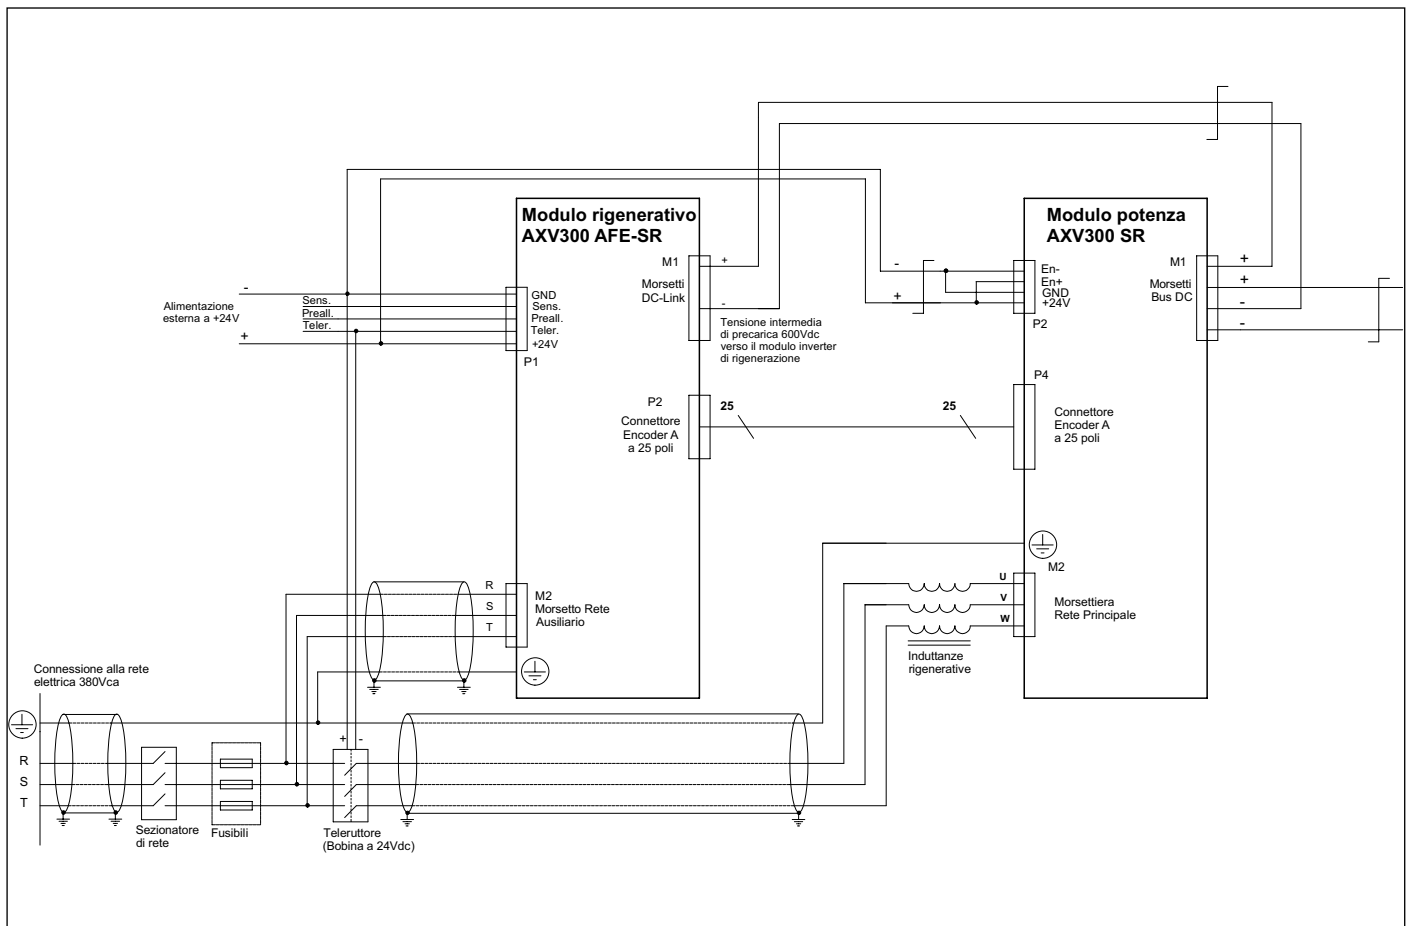 Modulo rigenerativo
AXV300 AFE-SR
Modulo potenza
AXV300 SR
M1
+
Morsetti
DC-Link
-
Tensione intermedia
di precarica 600Vdc
verso il modulo inverter
di rigenerazione
-
Alimentazione
esterna a +24V
+
Sens.
Preall.
Teler.
GND
Sens.
Preall.
Teler.
+24V
P1
-
+
En-
En+
GND
+24V
P2
M1
Morsetti
Bus DC
+
+
-
-
P2
Connettore
Encoder A
a 25 poli
25
25
P4
Connettore
Encoder A
a 25 poli
R
S
T
M2
Morsetto Rete
Ausiliario
M2
U
V
W
Morsettiera
Rete Principale
Induttanze
rigenerative
Connessione alla rete
elettrica 380Vca
R
S
T
+ -
Sezionatore
di rete
Fusibili
Teleruttore
(Bobina a 24Vdc)